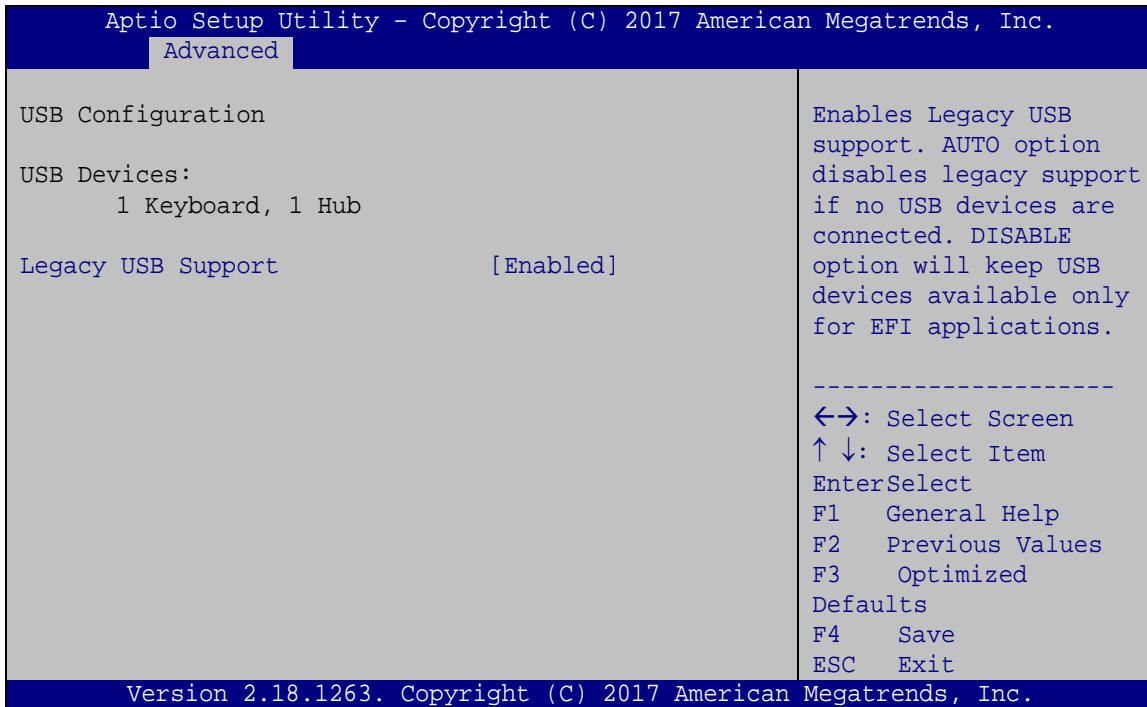 Aptio Setup Utility – Copyright (C) 2017 American Megatrends, Inc.
Advanced
USB Configuration
USB Devices:
1 Keyboard, 1 Hub
Legacy USB Support [Enabled]
Enables Legacy USB
support. AUTO option
disables legacy support
if no USB devices are
connected. DISABLE
option will keep USB
devices available only
for EFI applications.
---------------------
←→: Select Screen
↑ ↓: Select Item
EnterSelect
F1 General Help
F2 Previous Values
F3 Optimized
Defaults
F4 Save
ESC Exit
Version 2.18.1263. Copyright (C) 2017 American Megatrends, Inc.